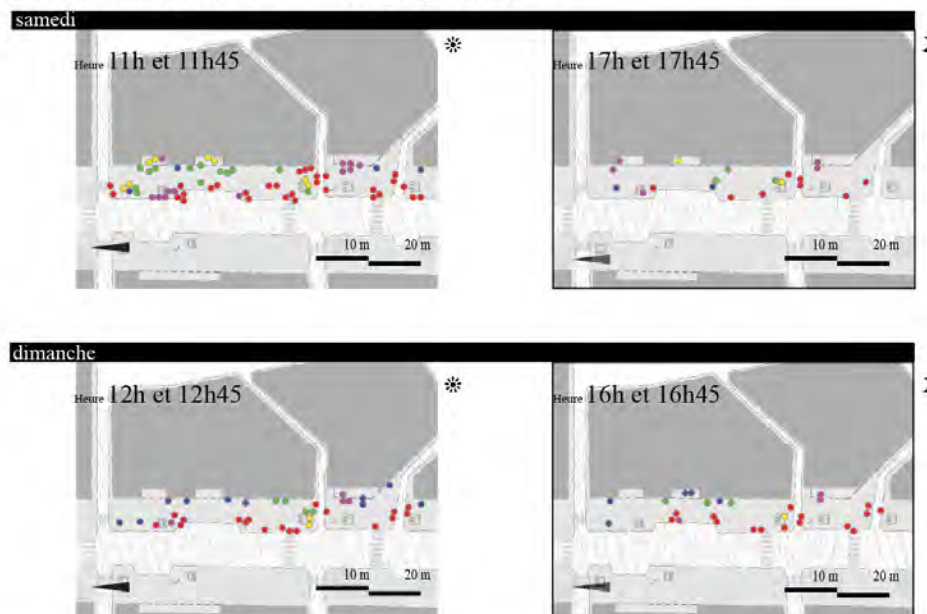 samedi
Heure 11h et 11h45
Heure 17h et 17h45
10 m
20 m
10 m
20 m
dimanche
Heure 12h et 12h45
Heure 16h et 16h45
10 m
20 m
10 m
20 m